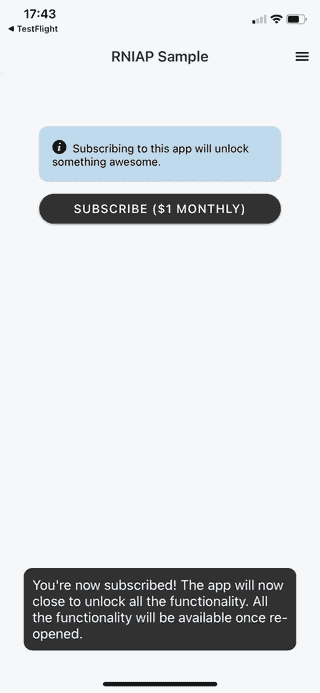 17:43
◀ TestFlight
RNIAP Sample
Subscribing to this app will unlock
something awesome.
SUBSCRIBE ($1 MONTHLY)
You're now subscribed! The app will now
close to unlock all the functionality. All
the functionality will be available once re-
opened.